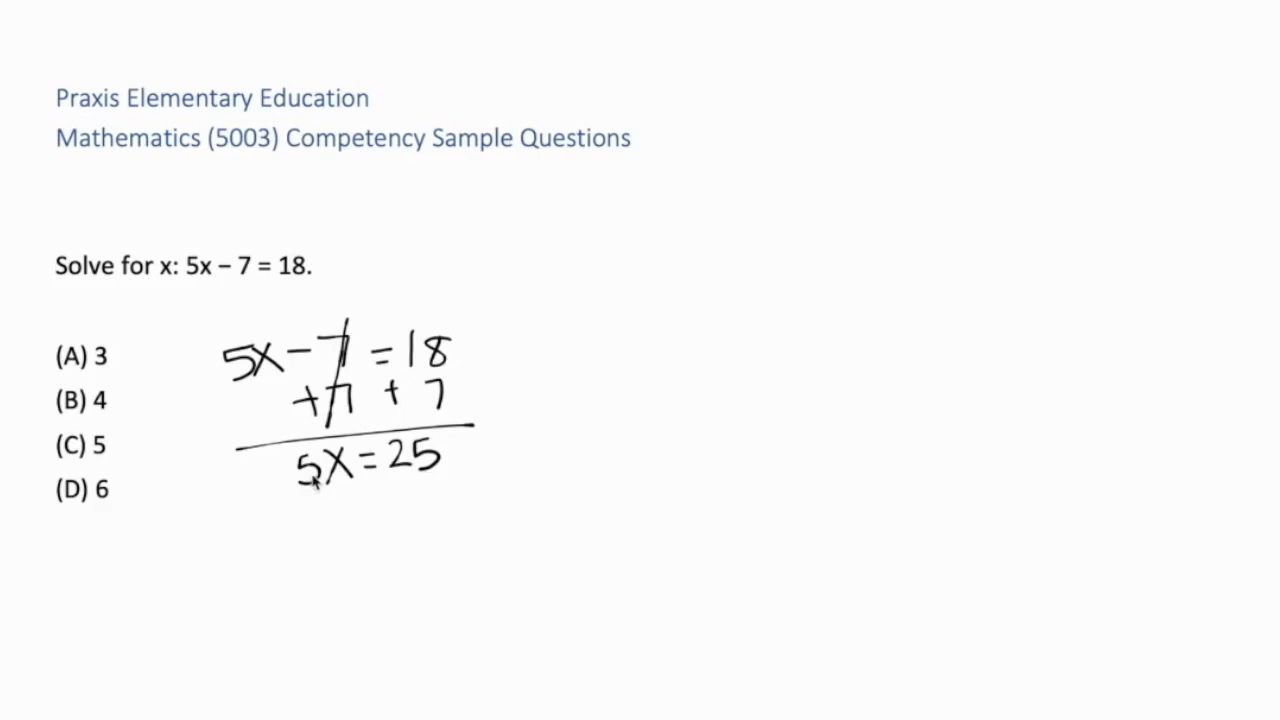 Praxis Elementary Education
Mathematics (5003) Competency Sample Questions
Solve for x: 5x – 7 = 18.
(A) 3
(B) 4
(C) 5
(D) 6
5x - 7 = 18
+7 + 7
5x = 25